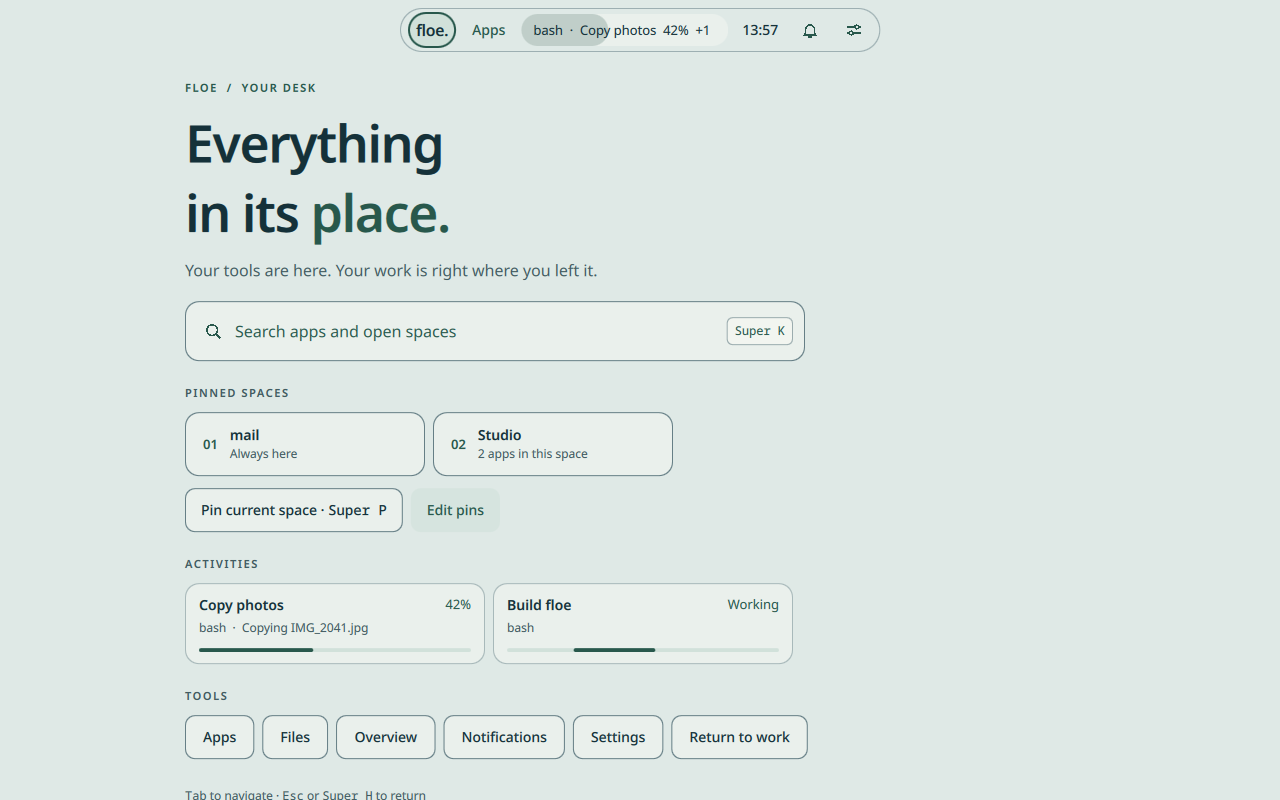 floe. Apps bash · Copy photos 42% +1 13:57
FLOE / YOUR DESK
Everything
in its place.
Your tools are here. Your work is right where you left it.
Search apps and open spaces Super K
PINNED SPACES
01 mail
Always here
02 Studio
2 apps in this space
Pin current space · Super P Edit pins
ACTIVITIES
Copy photos 42%
bash · Copying IMG_2041.jpg
Build floe Working
bash
TOOLS
Apps Files Overview Notifications Settings Return to work
Tab to navigate · Esc or Super H to return